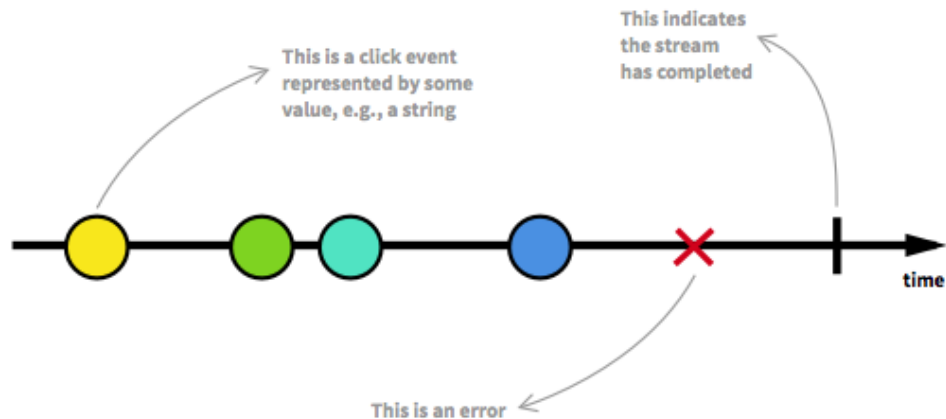 This is a click event
represented by some
value, e.g., a string
This indicates
the stream
has completed
time
This is an error